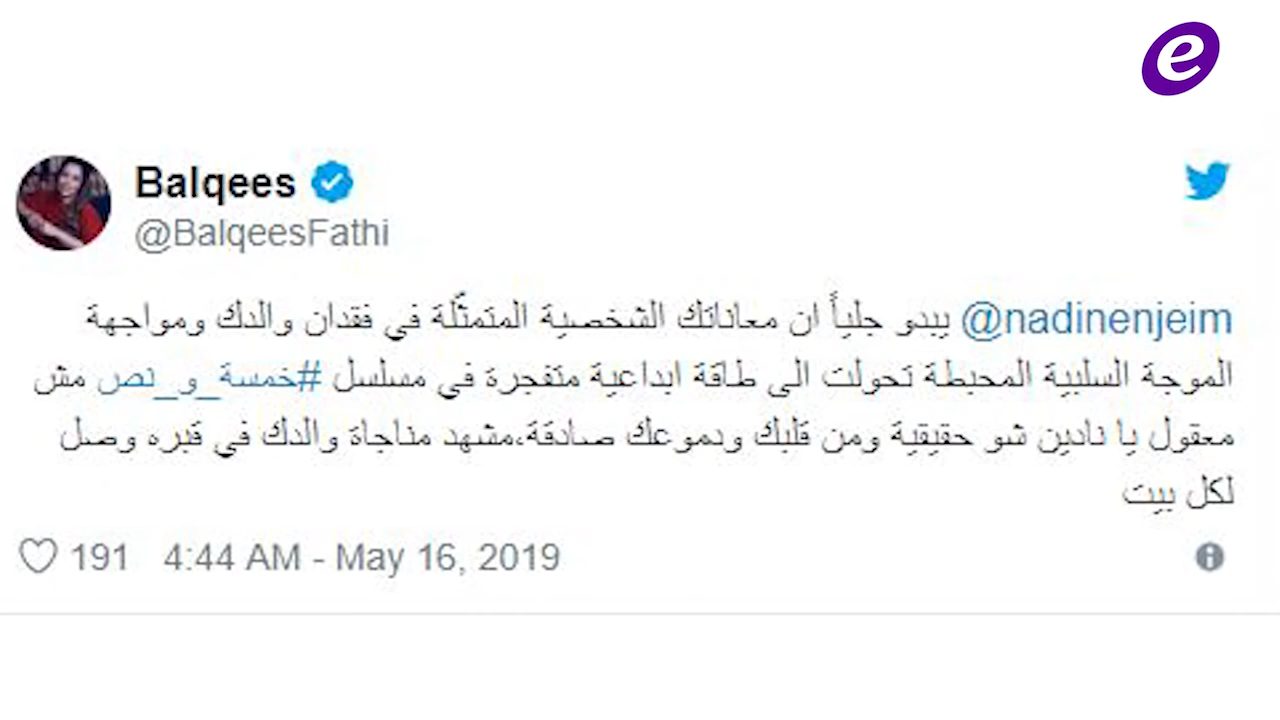 e
Balqees
@BalqeesFathi
@nadinenjeim يبدو جلياً ان معاناتك الشخصية المتمثّلة في فقدان والدك ومواجهة
الموجة السلبية المحبطة تحولت الى طاقة ابداعية متفجرة في مسلسل #خمسة_و_نص مش
معقول يا نادين شو حقيقية ومن قلبك ودموعك صادقة،مشهد مناجاة والدك في قبره وصل
لكل بيت
191 4:44 AM - May 16, 2019